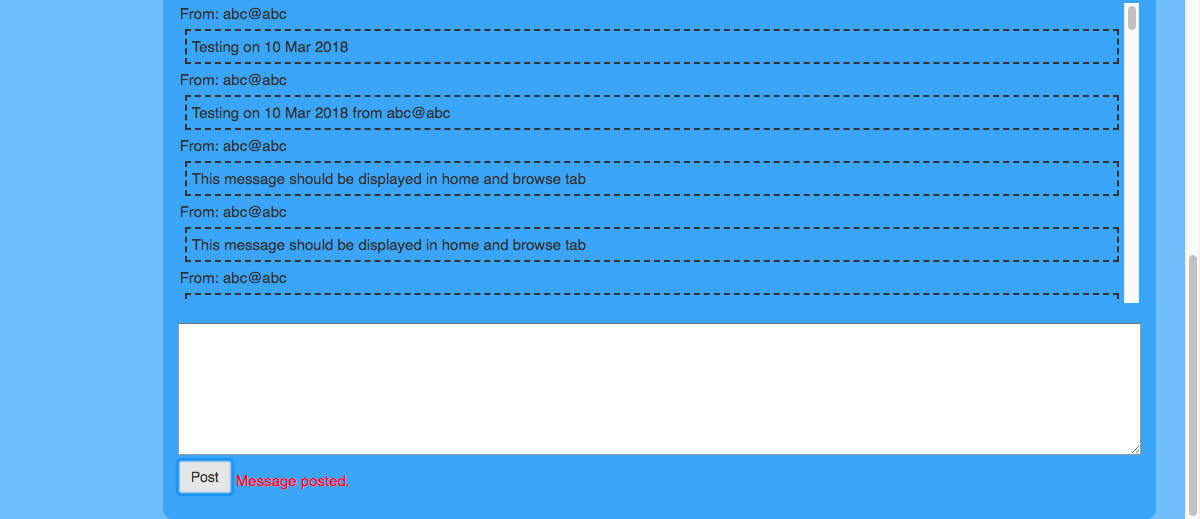 From: abc@abc
Testing on 10 Mar 2018
From: abc@abc
Testing on 10 Mar 2018 from abc@abc
From: abc@abc
This message should be displayed in home and browse tab
From: abc@abc
This message should be displayed in home and browse tab
From: abc@abc
Post
Message posted.